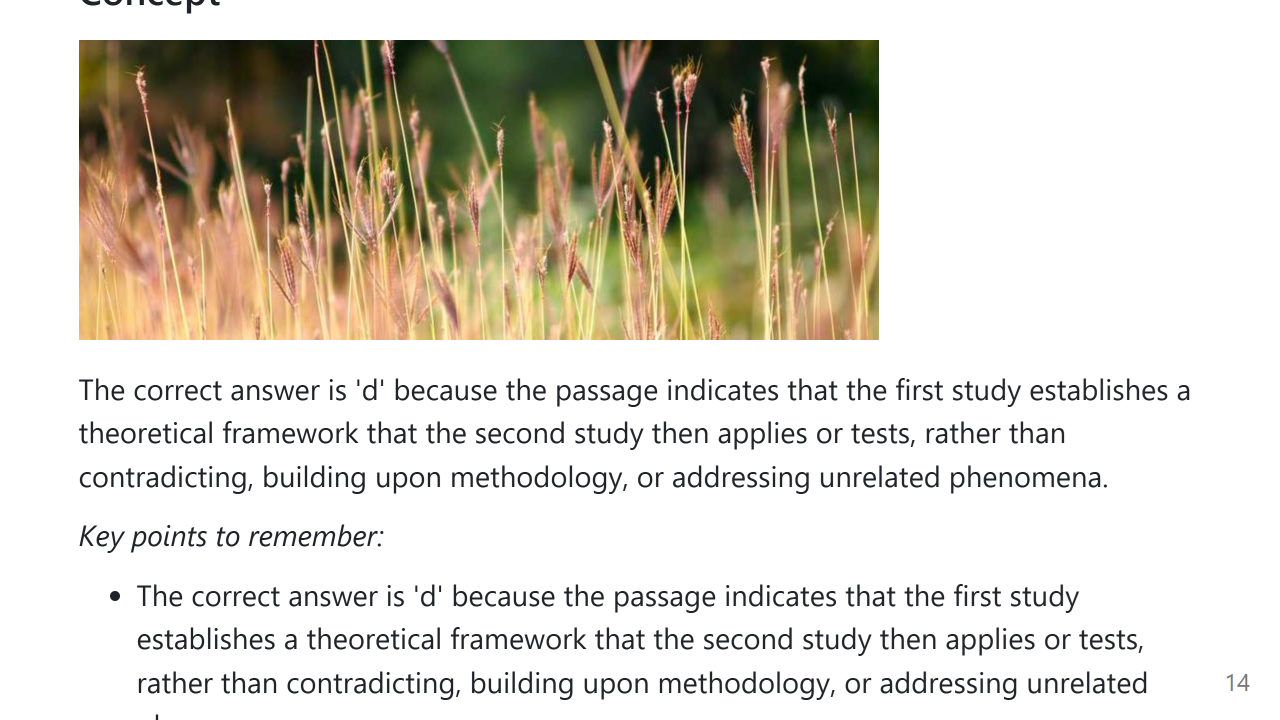 Concept
The correct answer is 'd' because the passage indicates that the first study establishes a
theoretical framework that the second study then applies or tests, rather than
contradicting, building upon methodology, or addressing unrelated phenomena.
Key points to remember:
• The correct answer is 'd' because the passage indicates that the first study
establishes a theoretical framework that the second study then applies or tests,
rather than contradicting, building upon methodology, or addressing unrelated
14